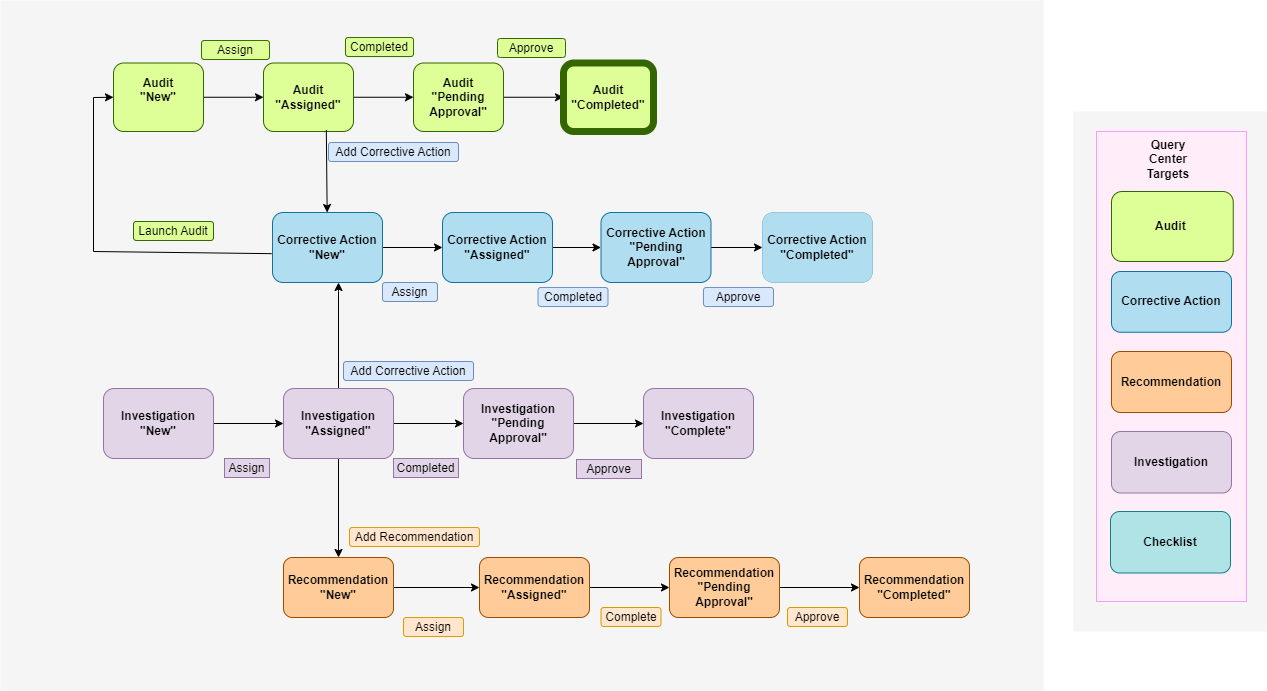 Assign
Completed
Approve
Audit
"New"
Audit
"Assigned"
Audit
"Pending
Approval"
Audit
"Completed"
Add Corrective Action
Launch Audit
Corrective Action
"New"
Corrective Action
"Assigned"
Corrective Action
"Pending
Approval"
Corrective Action
"Completed"
Assign
Completed
Approve
Add Corrective Action
Investigation
"New"
Investigation
"Assigned"
Investigation
"Pending
Approval"
Investigation
"Complete"
Assign
Completed
Approve
Add Recommendation
Recommendation
"New"
Recommendation
"Assigned"
Recommendation
"Pending
Approval"
Recommendation
"Completed"
Assign
Complete
Approve
Query
Center
Targets
Audit
Corrective Action
Recommendation
Investigation
Checklist